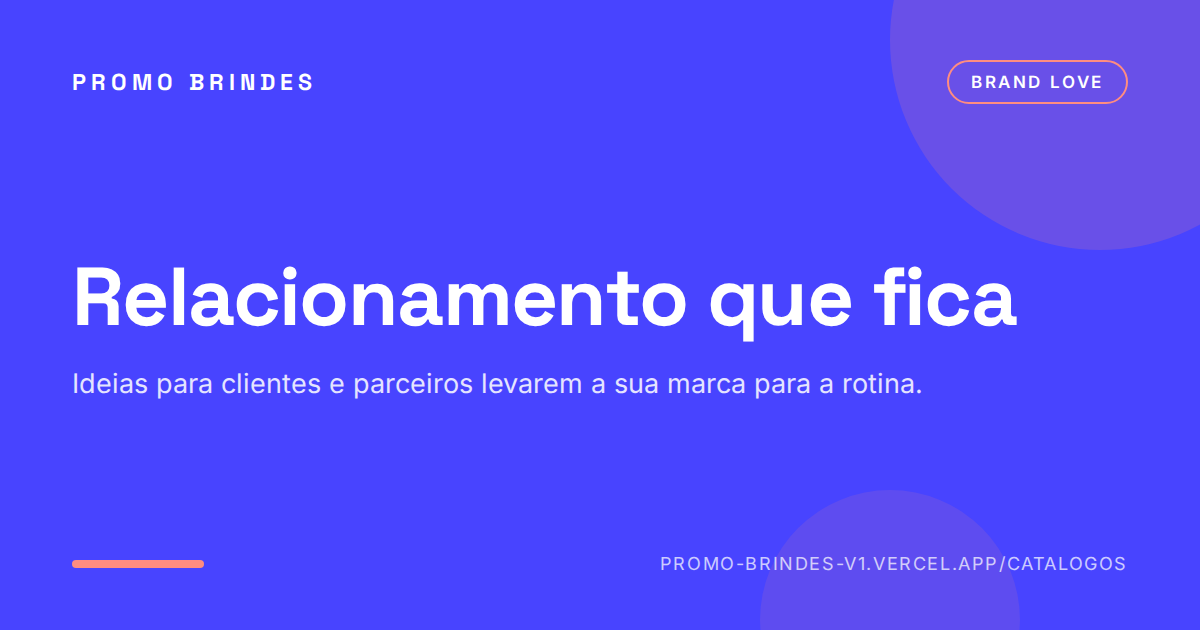 PROMO BRINDES
BRAND LOVE
Relacionamento que fica
Ideias para clientes e parceiros levarem a sua marca para a rotina.
PROMO-BRINDES-V1.VERCEL.APP/CATALOGOS